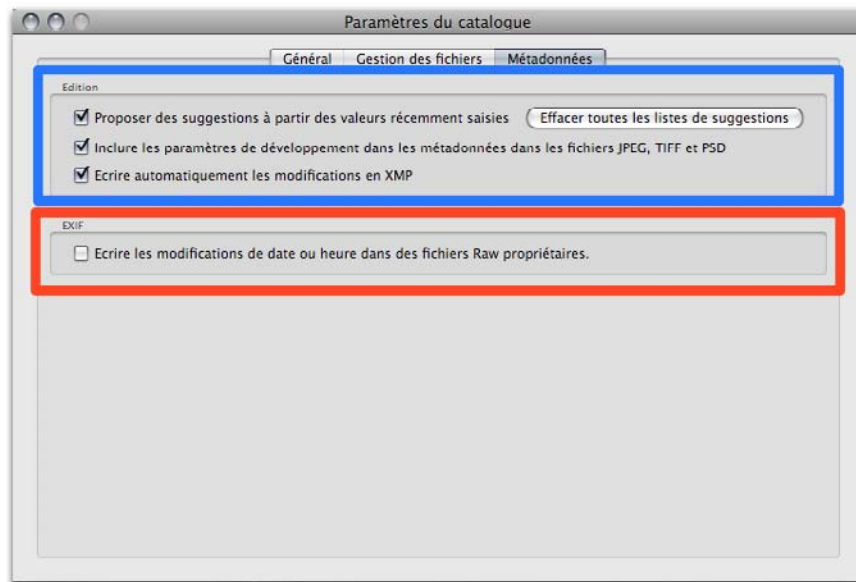 Paramètres du catalogue
Général Gestion des fichiers Métadonnées
Edition
Proposer des suggestions à partir des valeurs récemment saisies Effacer toutes les listes de suggestions
Inclure les paramètres de développement dans les métadonnées dans les fichiers JPEG, TIFF et PSD
Ecrire automatiquement les modifications en XMP
EXIF
Ecrire les modifications de date ou heure dans des fichiers Raw propriétaires.